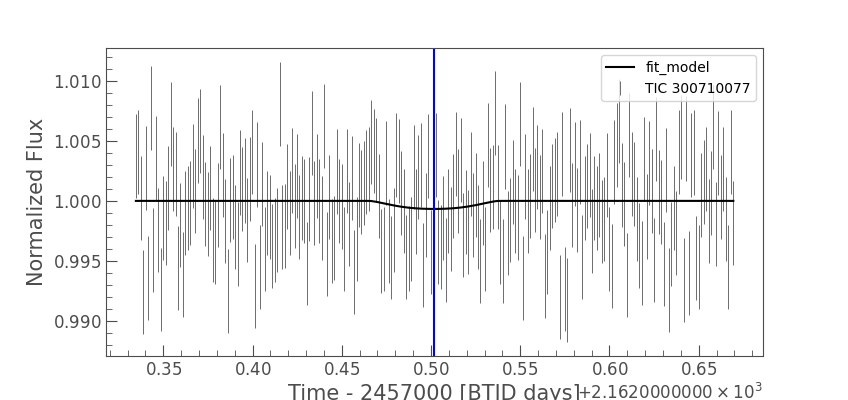 fit_model
TIC 300710077
Normalized Flux
1.010
1.005
1.000
0.995
0.990
0.35 0.40 0.45 0.50 0.55 0.60 0.65
Time - 2457000 [BTJD days]
+2.1620000000 × 10³